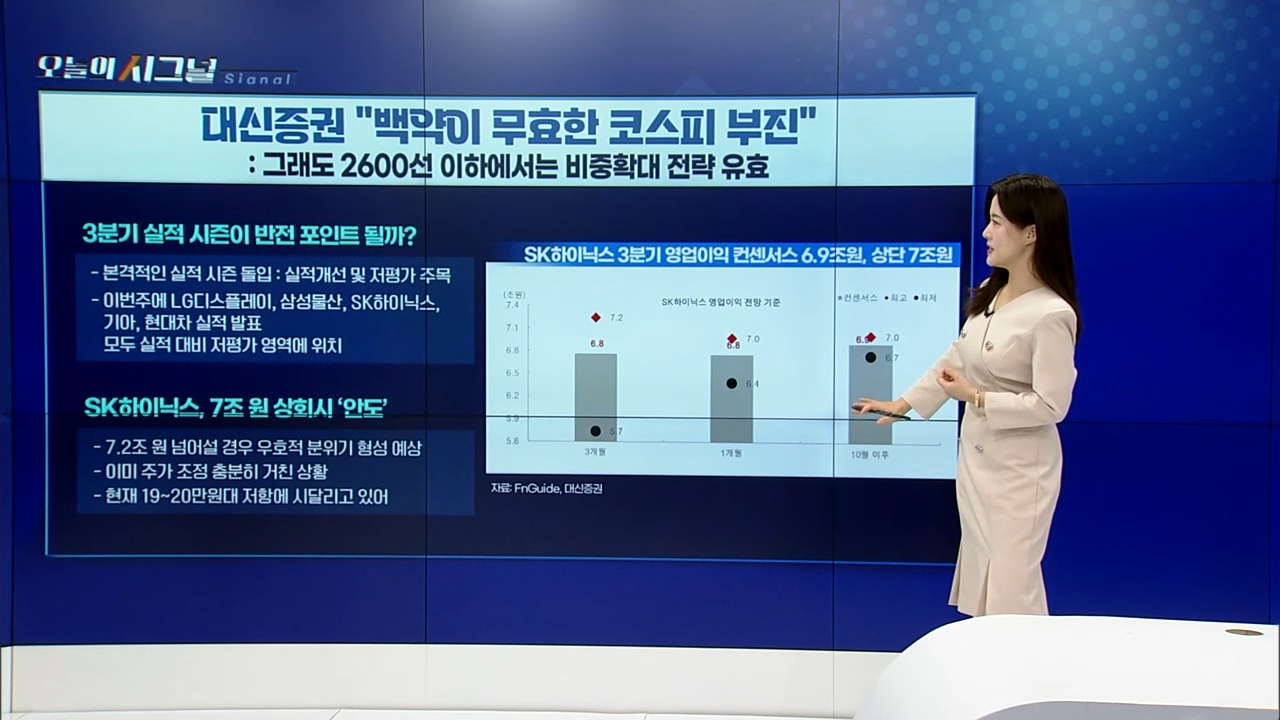 오늘의 시그널
Signal
대신증권 "백약이 무효한 코스피 부진"
: 그래도 2600선 이하에서는 비중확대 전략 유효
3분기 실적 시즌이 반전 포인트 될까?
- 본격적인 실적 시즌 돌입 : 실적개선 및 저평가 주목
- 이번주에 LG디스플레이, 삼성물산, SK하이닉스,
기아, 현대차 실적 발표
모두 실적 대비 저평가 영역에 위치
SK하이닉스, 7조 원 상회시 '안도'
- 7.2조 원 넘어설 경우 우호적 분위기 형성 예상
- 이미 주가 조정 충분히 거친 상황
- 현재 19~20만원대 저항에 시달리고 있어
SK하이닉스 3분기 영업이익 컨센서스 6.9조원, 상단 7조원
(조원)
SK하이닉스 영업이익 전망 기준
컨센서스 최고 최저
7.4
7.1
6.8
6.5
6.2
5.9
5.6
7.2
6.8
5.7
7.0
6.8
6.4
7.0
6.9
6.7
3개월
1개월
10월 이후
자료: FnGuide, 대신증권